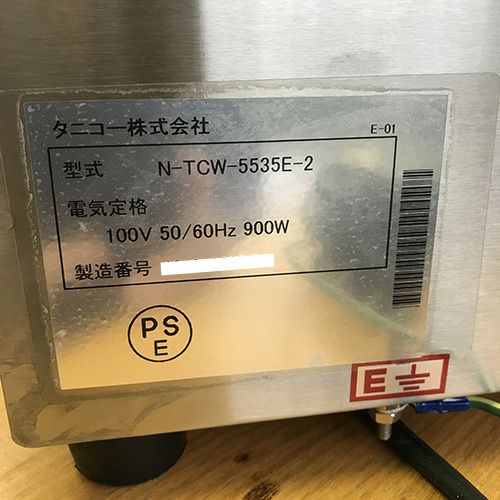 タニコー株式会社
E-01
型式 N-TCW-5535E-2
電気定格
100V 50/60Hz 900W
製造番号
PS
E
E